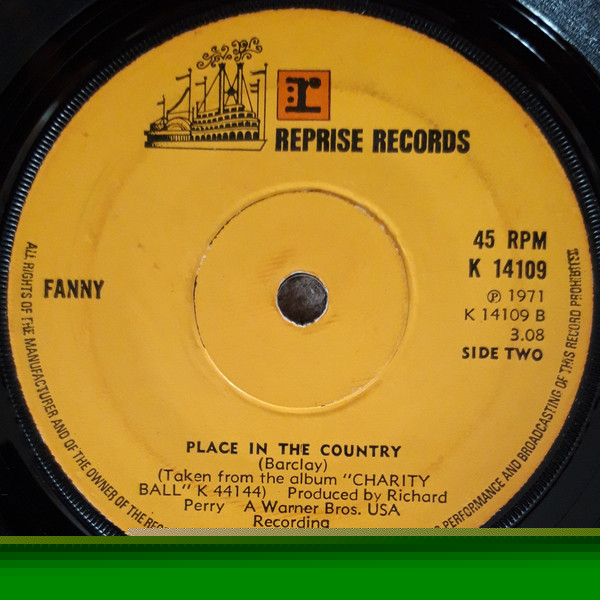 r
REPRISE RECORDS
45 RPM
K 14109
Ⓟ 1971
K 14109 B
3.08
SIDE TWO
FANNY
PLACE IN THE COUNTRY
(Barclay)
(Taken from the album "CHARITY
BALL" K 44144) Produced by Richard
Perry A Warner Bros. USA
Recording
ALL RIGHTS OF THE MANUFACTURER AND OF THE OWNER OF THE
PERFORMANCE AND BROADCASTING OF THIS RECORD PROHIBITED